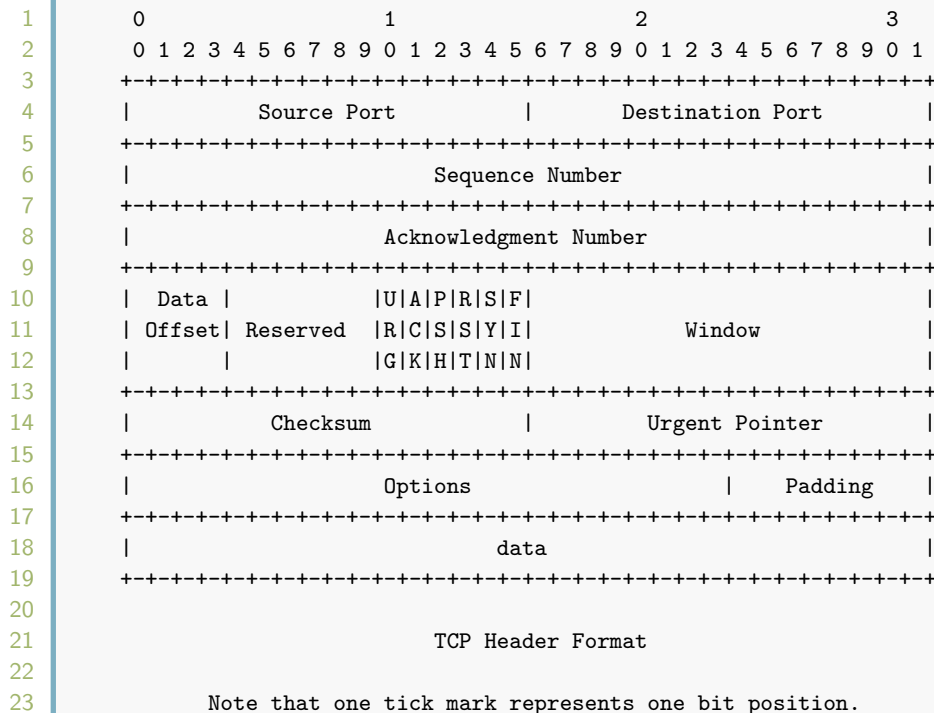 1      0                   1                   2                   3
2      0 1 2 3 4 5 6 7 8 9 0 1 2 3 4 5 6 7 8 9 0 1 2 3 4 5 6 7 8 9 0 1
3     +-+-+-+-+-+-+-+-+-+-+-+-+-+-+-+-+-+-+-+-+-+-+-+-+-+-+-+-+-+-+-+-+
4     |          Source Port          |       Destination Port        |
5     +-+-+-+-+-+-+-+-+-+-+-+-+-+-+-+-+-+-+-+-+-+-+-+-+-+-+-+-+-+-+-+-+
6     |                        Sequence Number                        |
7     +-+-+-+-+-+-+-+-+-+-+-+-+-+-+-+-+-+-+-+-+-+-+-+-+-+-+-+-+-+-+-+-+
8     |                    Acknowledgment Number                      |
9     +-+-+-+-+-+-+-+-+-+-+-+-+-+-+-+-+-+-+-+-+-+-+-+-+-+-+-+-+-+-+-+-+
10    |  Data |           |U|A|P|R|S|F|                               |
11    | Offset| Reserved  |R|C|S|S|Y|I|            Window             |
12    |       |           |G|K|H|T|N|N|                               |
13    +-+-+-+-+-+-+-+-+-+-+-+-+-+-+-+-+-+-+-+-+-+-+-+-+-+-+-+-+-+-+-+-+
14    |           Checksum            |         Urgent Pointer        |
15    +-+-+-+-+-+-+-+-+-+-+-+-+-+-+-+-+-+-+-+-+-+-+-+-+-+-+-+-+-+-+-+-+
16    |                    Options                    |    Padding    |
17    +-+-+-+-+-+-+-+-+-+-+-+-+-+-+-+-+-+-+-+-+-+-+-+-+-+-+-+-+-+-+-+-+
18    |                             data                              |
19    +-+-+-+-+-+-+-+-+-+-+-+-+-+-+-+-+-+-+-+-+-+-+-+-+-+-+-+-+-+-+-+-+
20
21                             TCP Header Format
22
23           Note that one tick mark represents one bit position.